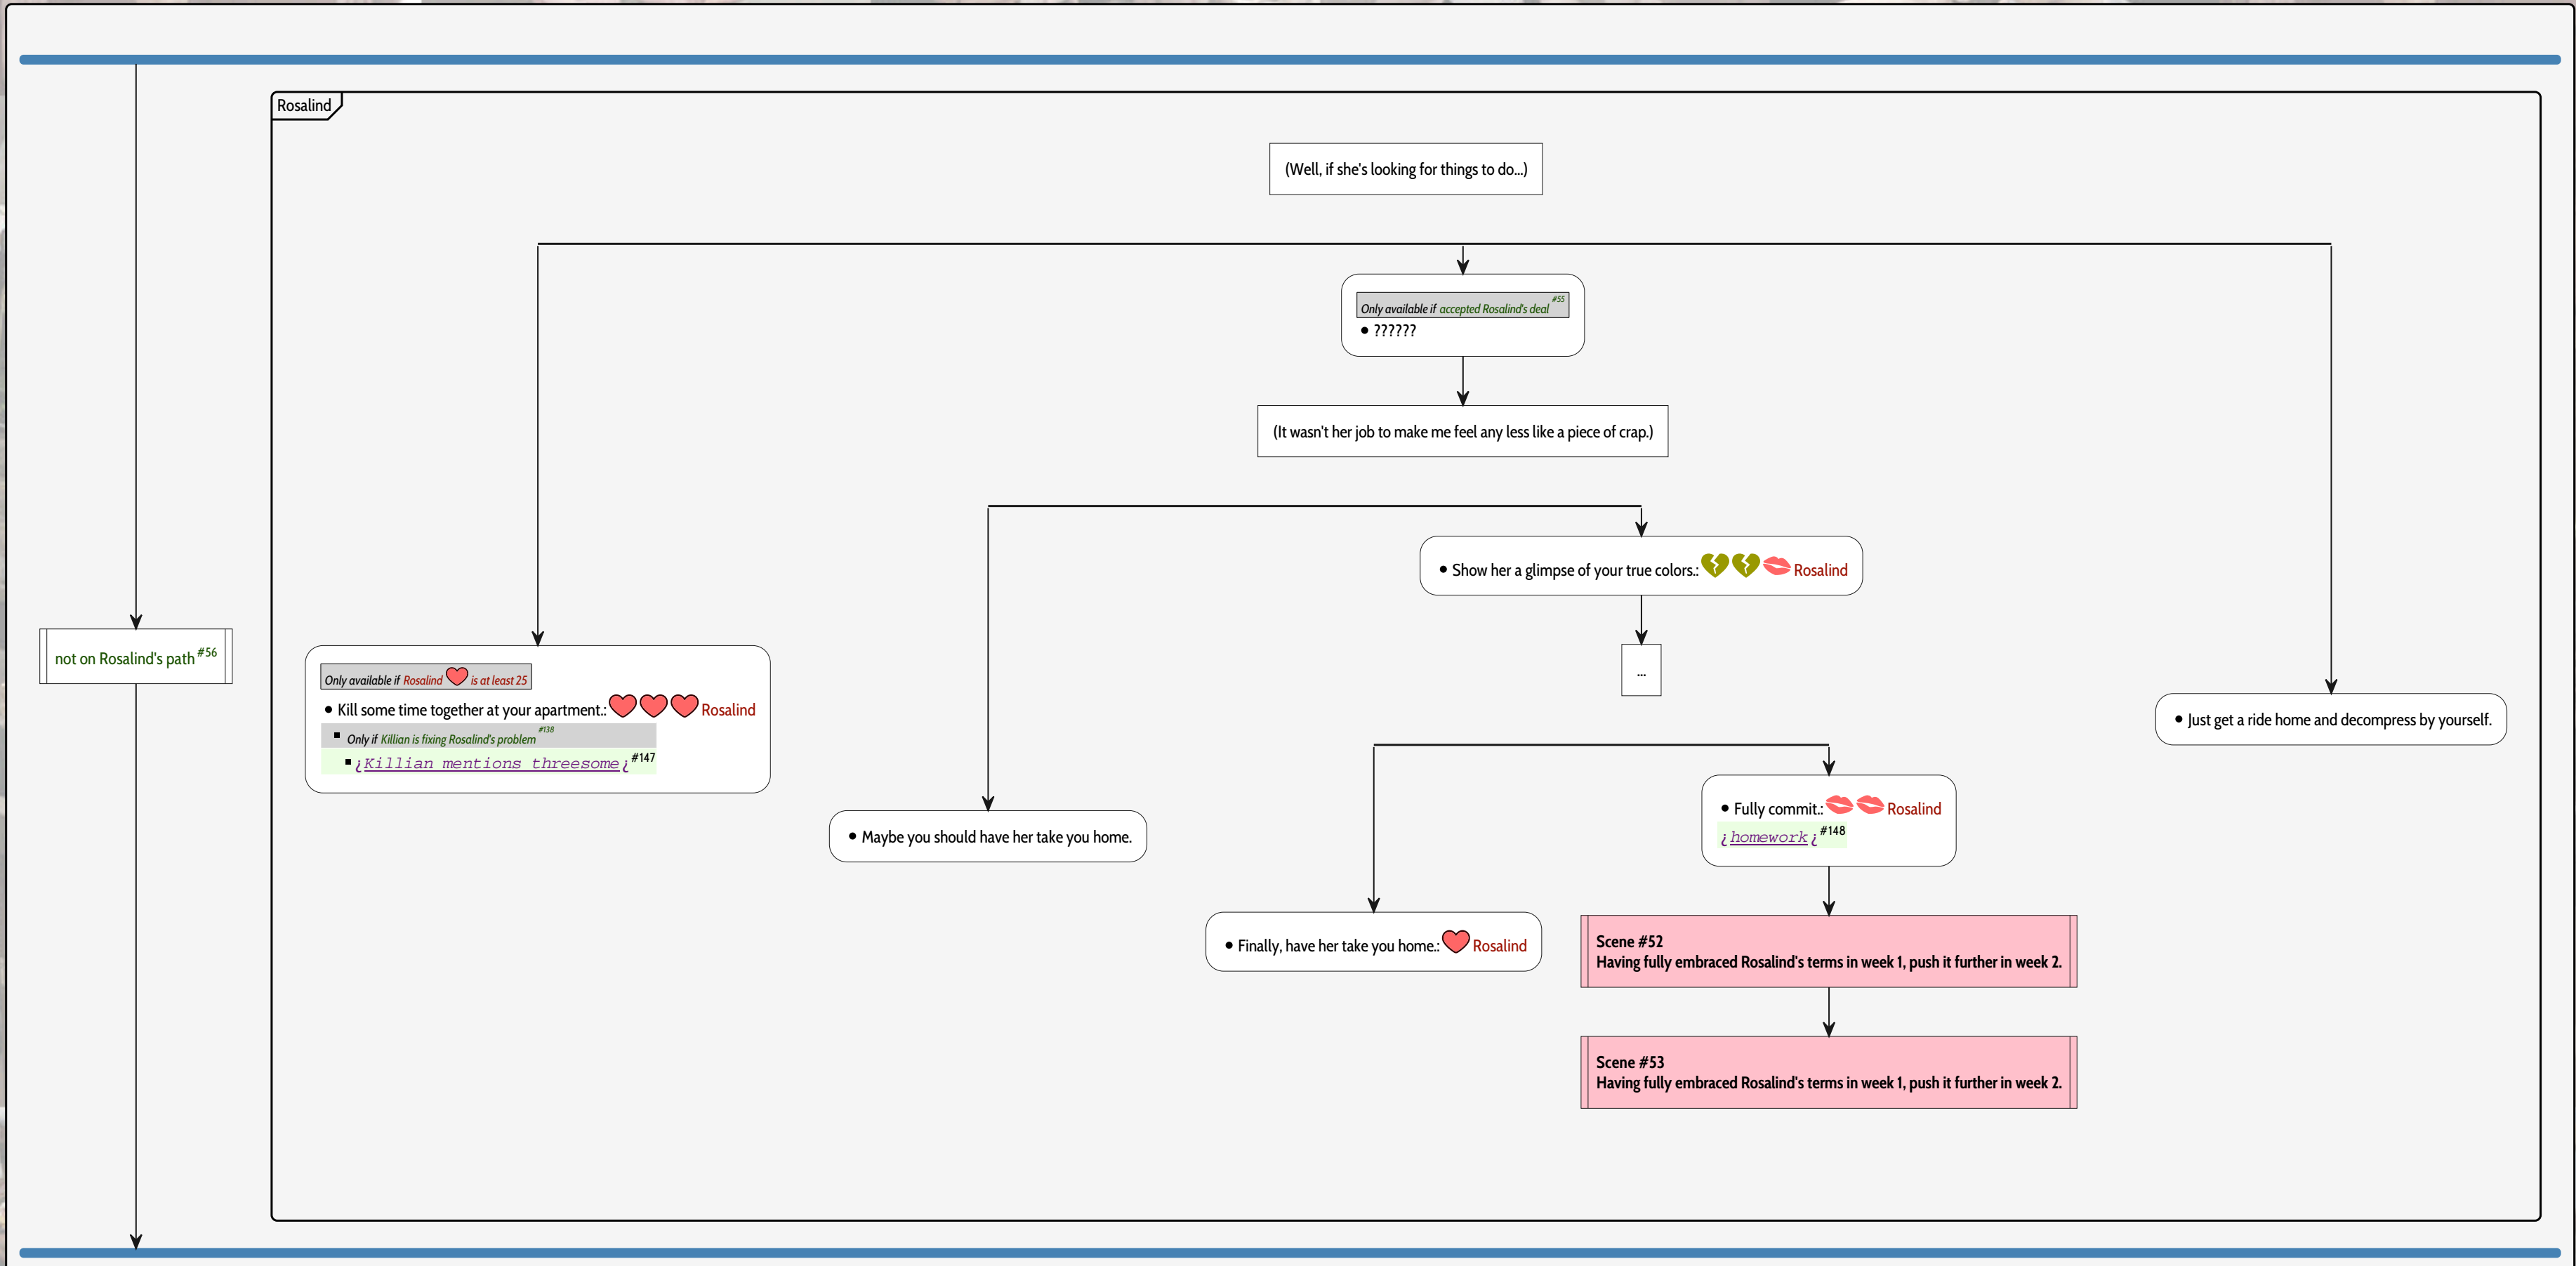 Rosalind
(Well, if she's looking for things to do...)
Only available if accepted Rosalind's deal #55
• ??????
(It wasn't her job to make me feel any less like a piece of crap.)
• Show her a glimpse of your true colors.: Rosalind
...
not on Rosalind's path #56
Only available if Rosalind is at least 25
• Kill some time together at your apartment.: Rosalind
▪ Only if Killian is fixing Rosalind's problem #138
▪ ¿Killian mentions threesome¿ #147
• Just get a ride home and decompress by yourself.
• Maybe you should have her take you home.
• Fully commit.: Rosalind
¿homework¿ #148
• Finally, have her take you home.: Rosalind
Scene #52
Having fully embraced Rosalind's terms in week 1, push it further in week 2.
Scene #53
Having fully embraced Rosalind's terms in week 1, push it further in week 2.